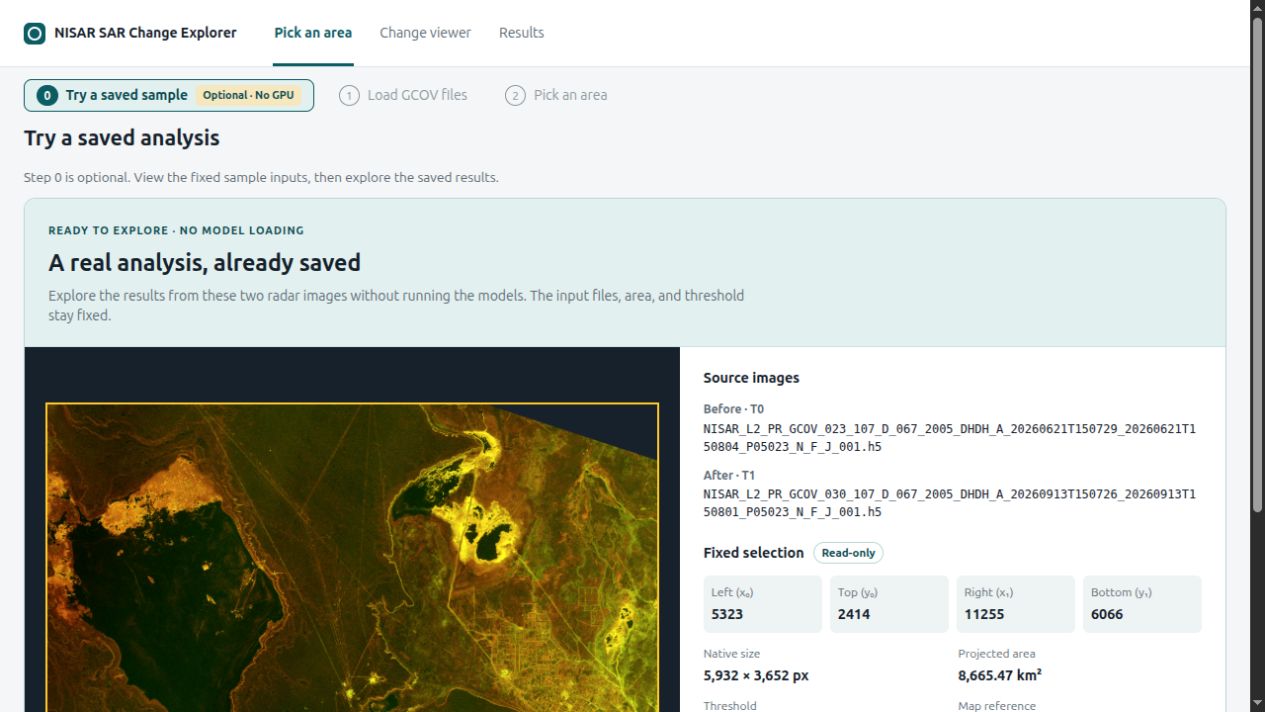 NISAR SAR Change Explorer
Pick an area
Change viewer
Results
0 Try a saved sample Optional · No GPU
1 Load GCOV files
2 Pick an area
Try a saved analysis
Step 0 is optional. View the fixed sample inputs, then explore the saved results.
READY TO EXPLORE · NO MODEL LOADING
A real analysis, already saved
Explore the results from these two radar images without running the models. The input files, area, and threshold
stay fixed.
Source images
Before · T0
NISAR_L2_PR_GCOV_023_107_D_067_2005_DHDH_A_20260621T150729_20260621T1
50804_P05023_N_F_J_001.h5
After · T1
NISAR_L2_PR_GCOV_030_107_D_067_2005_DHDH_A_20260913T150726_20260913T1
50801_P05023_N_F_J_001.h5
Fixed selection Read-only
Left (x₀)
5323
Top (y₀)
2414
Right (x₁)
11255
Bottom (y₁)
6066
Native size
5,932 × 3,652 px
Projected area
8,665.47 km²
Threshold
Map reference